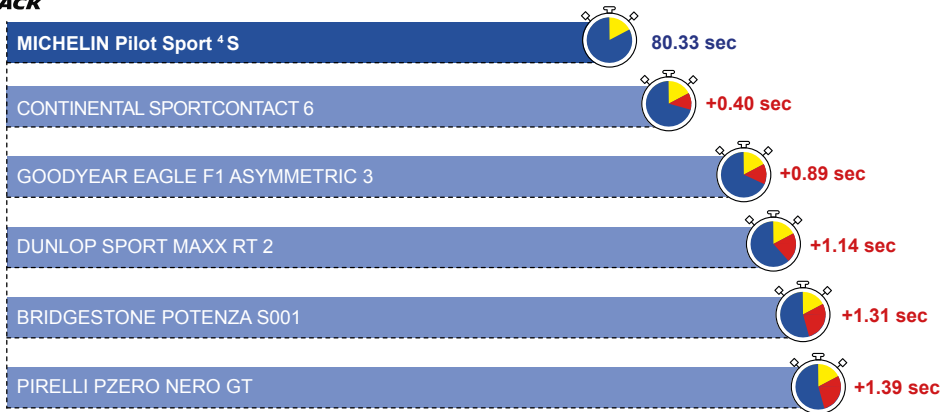 MICHELIN Pilot Sport 4 S
80.33 sec
CONTINENTAL SPORTCONTACT 6
+0.40 sec
GOODYEAR EAGLE F1 ASYMMETRIC 3
+0.89 sec
DUNLOP SPORT MAXX RT 2
+1.14 sec
BRIDGESTONE POTENZA S001
+1.31 sec
PIRELLI PZERO NERO GT
+1.39 sec